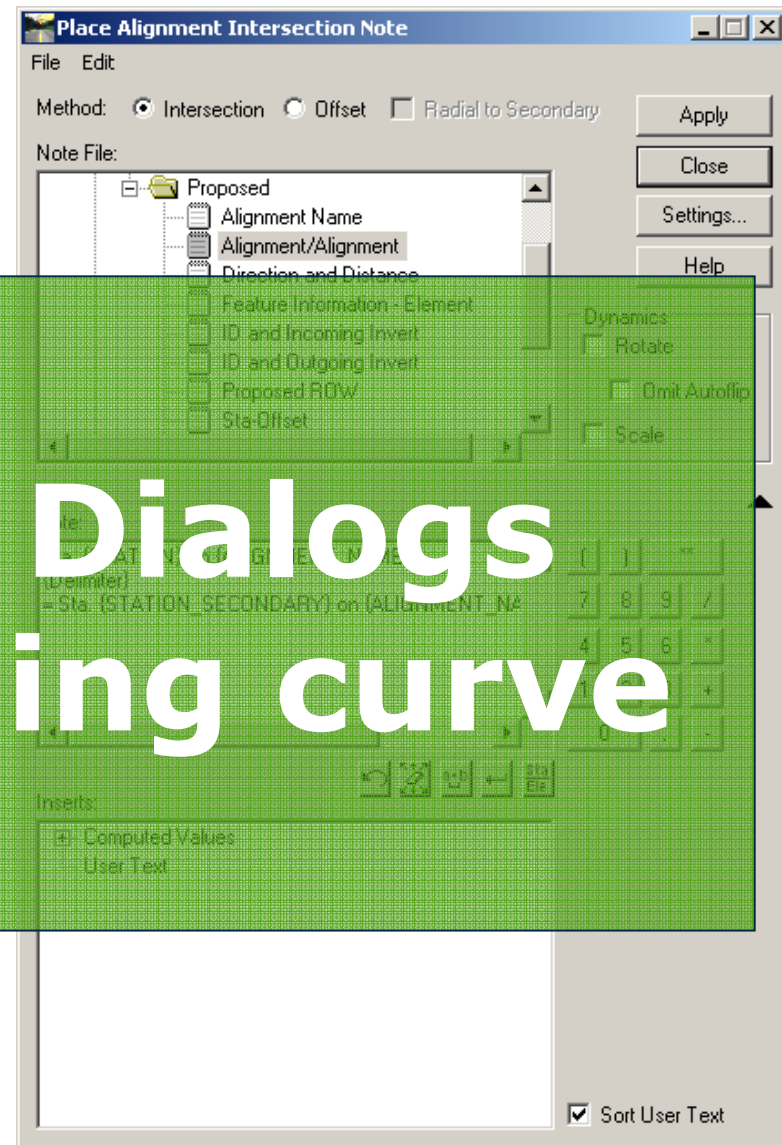 Place Alignment Intersection Note
File Edit
Method: Intersection Offset Radial to Secondary
Apply
Note File:
Close
Proposed
Alignment Name
Settings...
Alignment/Alignment
Help
Direction and Distance
Feature Information - Element
Dynamics
ID and Incoming Invert
Rotate
ID and Outgoing Invert
Proposed ROW
Omit Autoflip
Sta-Offset
Scale
Dialogs
( ) **
{Delimiter}
= Sta. {STATION_SECONDARY} on {ALIGNMENT_NA
7 8 9 /
4 5 6 *
ing curve
1 +
0 . -
Sta
Ele
Inserts:
Computed Values
User Text
Sort User Text